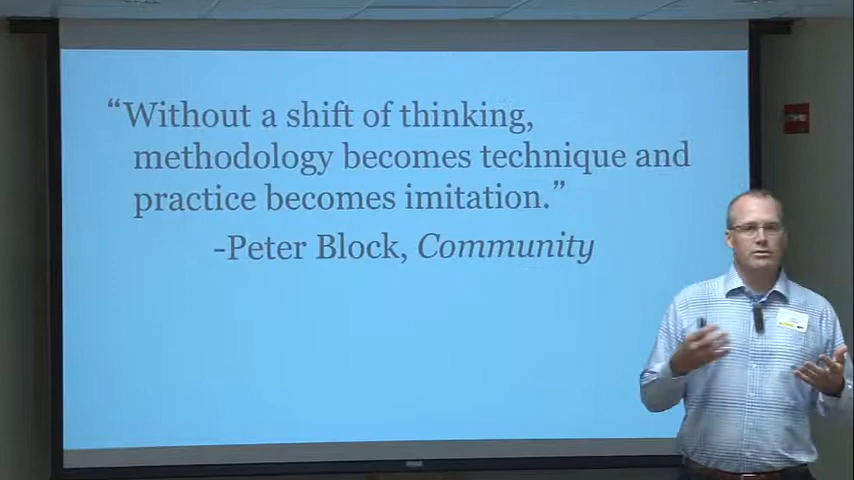 “Without a shift of thinking,
methodology becomes technique and
practice becomes imitation.”
-Peter Block, Community